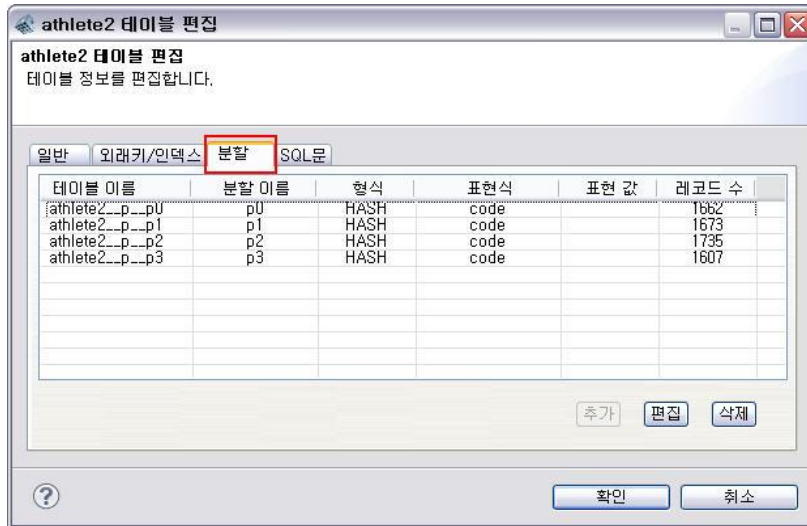 athlete2 테이블 편집
athlete2 테이블 편집
테이블 정보를 편집합니다.
일반 외래키/인덱스 분할 SQL문
테이블 이름 분할 이름 형식 표현식 표현 값 레코드 수
athlete2__p__p0 p0 HASH code 1662
athlete2__p__p1 p1 HASH code 1673
athlete2__p__p2 p2 HASH code 1735
athlete2__p__p3 p3 HASH code 1607
추가 편집 삭제
? 확인 취소